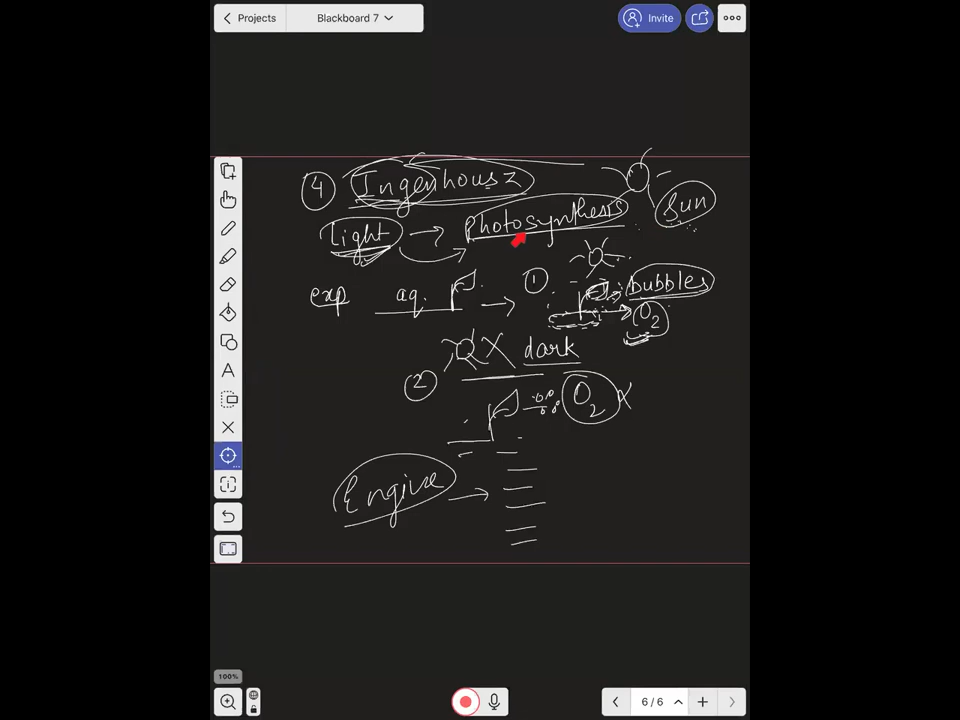 Projects Blackboard 7 Invite
4 Ingenhousz
Light → Photosynthesis Sun
exp aq. → 1 bubbles
O2
X dark
2
O2 X
Engine →
A
100%
6/6